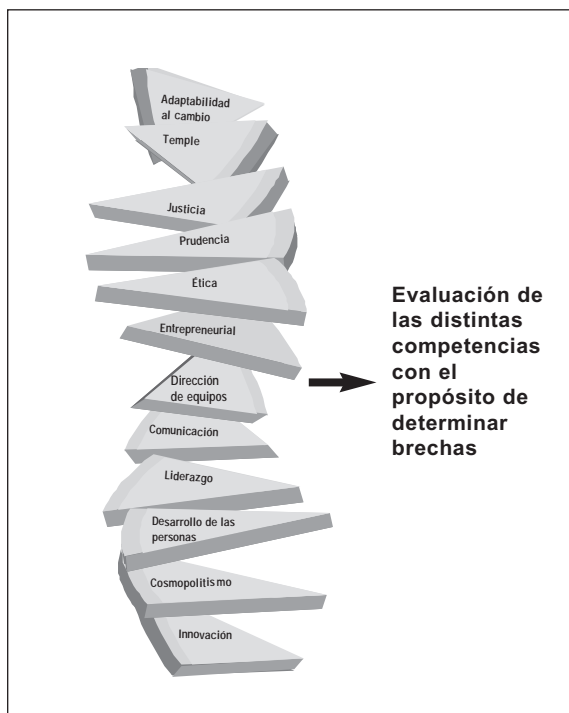 Adaptabilidad
al cambio
Temple
Justicia
Prudencia
Ética
Entrepreneurial
Dirección
de equipos
Comunicación
Liderazgo
Desarrollo de las
personas
Cosmopolitismo
Innovación
Evaluación de
las distintas
competencias
con el
propósito de
determinar
brechas